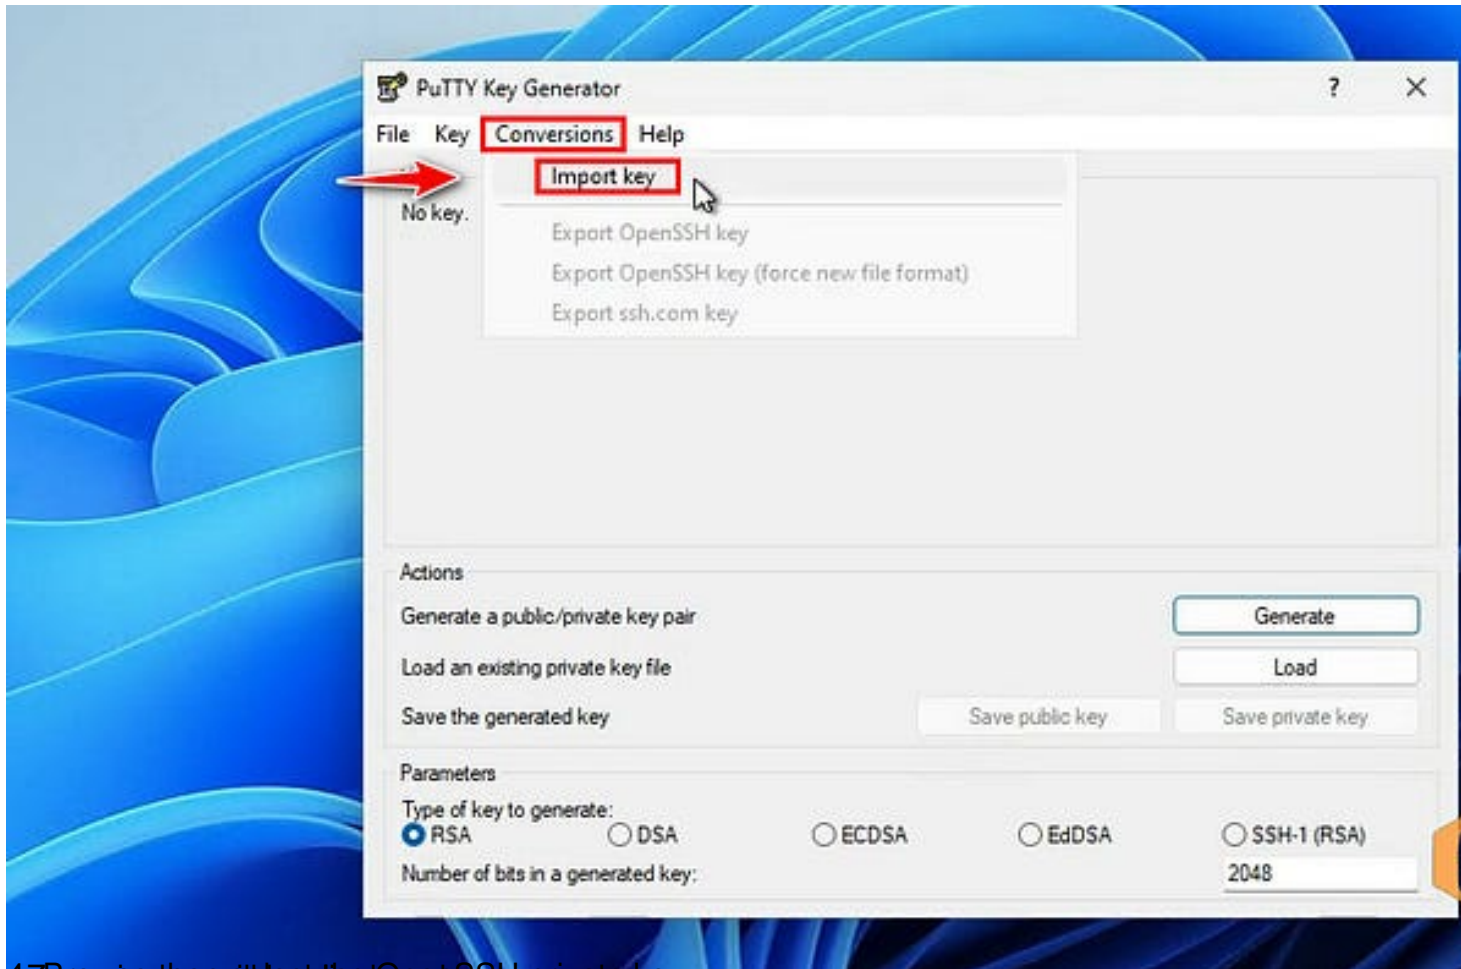 PuTTY Key Generator ? ✕
File Key Conversions Help
Import key
No key.
Export OpenSSH key
Export OpenSSH key (force new file format)
Export ssh.com key
Actions
Generate a public/private key pair Generate
Load an existing private key file Load
Save the generated key Save public key Save private key
Parameters
Type of key to generate:
RSA DSA ECDSA EdDSA SSH-1 (RSA)
Number of bits in a generated key: 2048